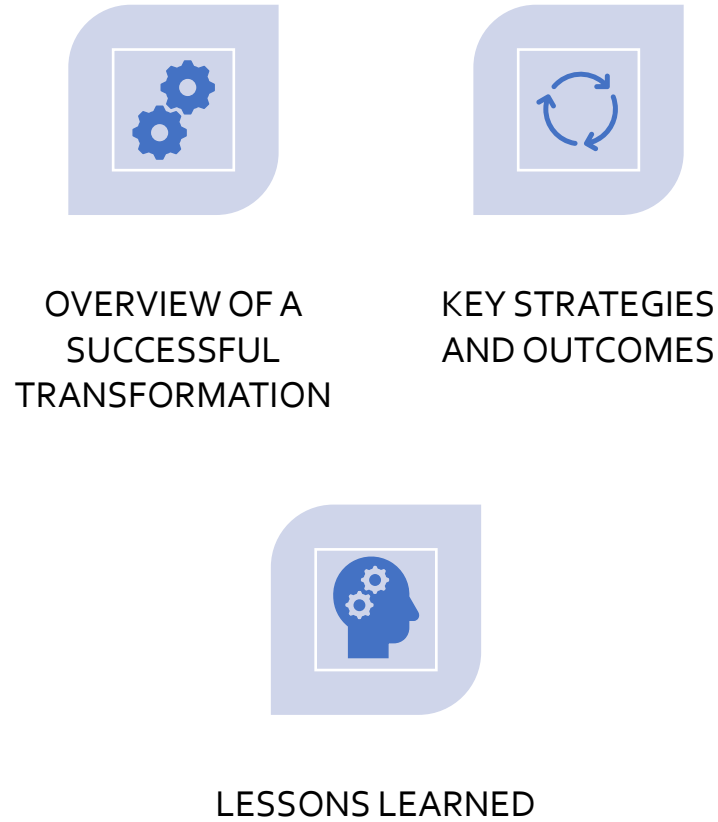 OVERVIEW OF A
SUCCESSFUL
TRANSFORMATION
KEY STRATEGIES
AND OUTCOMES
LESSONS LEARNED